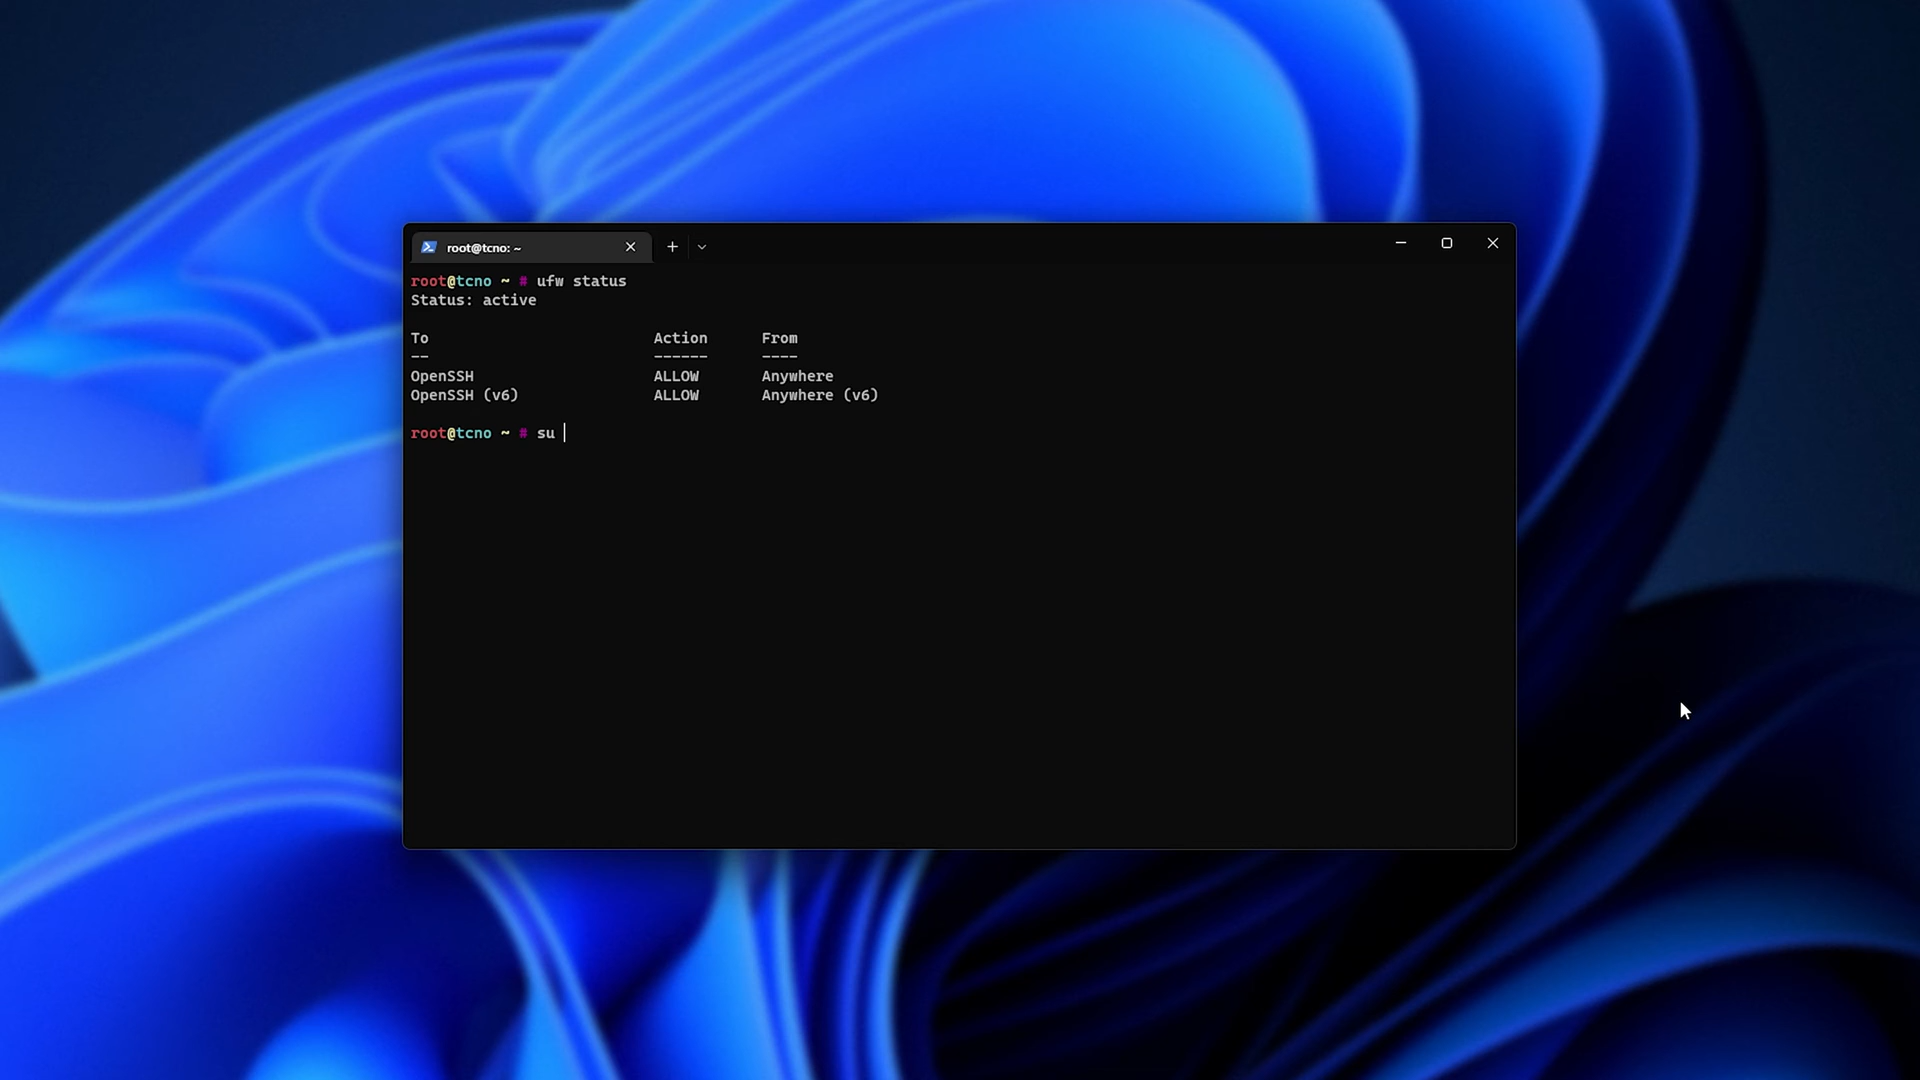 root@tcno: ~
root@tcno ~ # ufw status
Status: active
To Action From
-- ------ ----
OpenSSH ALLOW Anywhere
OpenSSH (v6) ALLOW Anywhere (v6)
root@tcno ~ # su